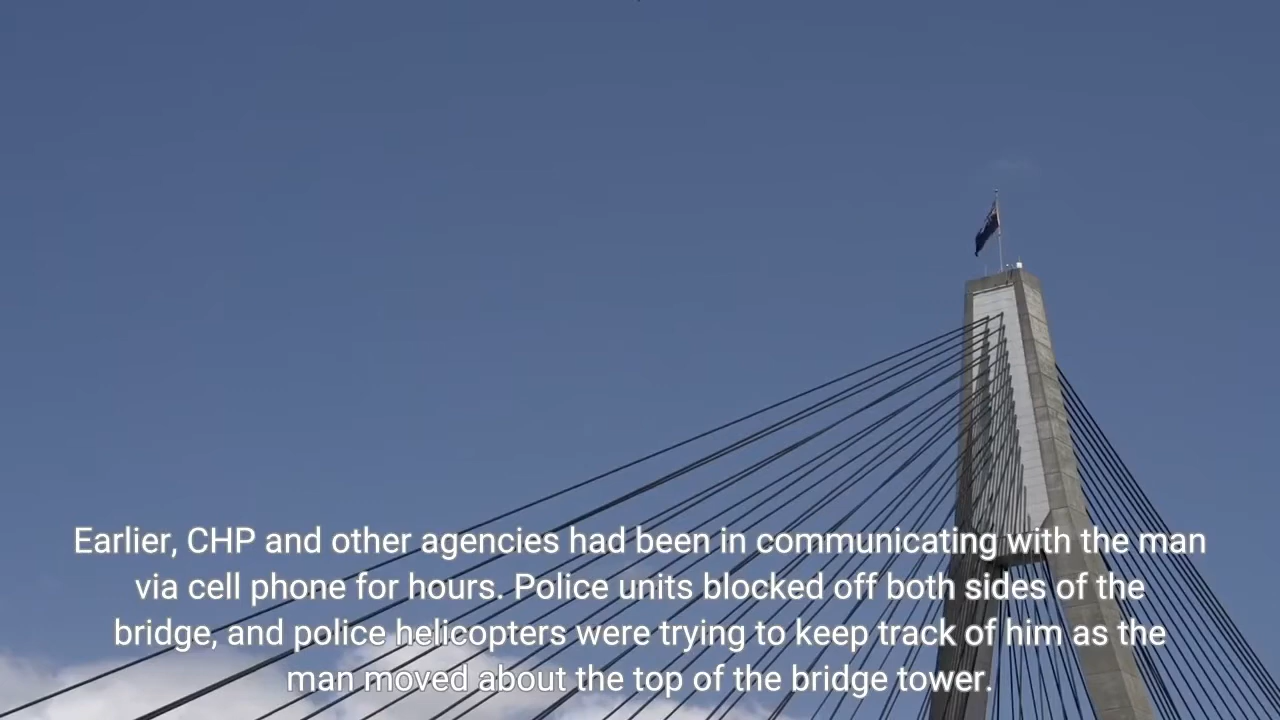 Earlier, CHP and other agencies had been in communicating with the man
via cell phone for hours. Police units blocked off both sides of the
bridge, and police helicopters were trying to keep track of him as the
man moved about the top of the bridge tower.